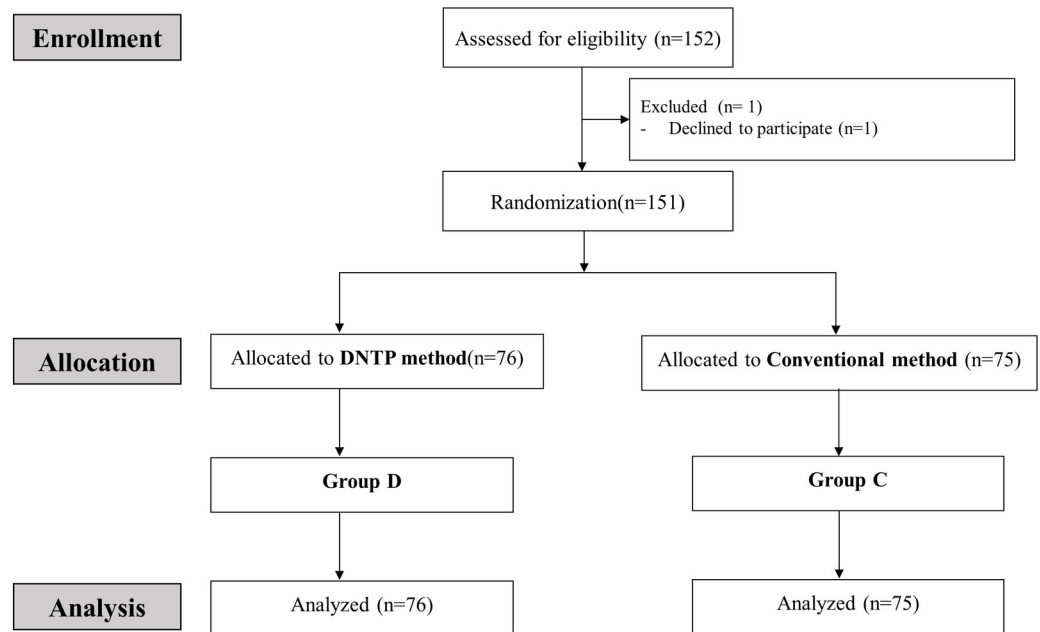 Enrollment
Assessed for eligibility (n=152)
Excluded (n= 1)
- Declined to participate (n=1)
Randomization(n=151)
Allocation
Allocated to DNTP method(n=76)
Allocated to Conventional method (n=75)
Group D
Group C
Analysis
Analyzed (n=76)
Analyzed (n=75)